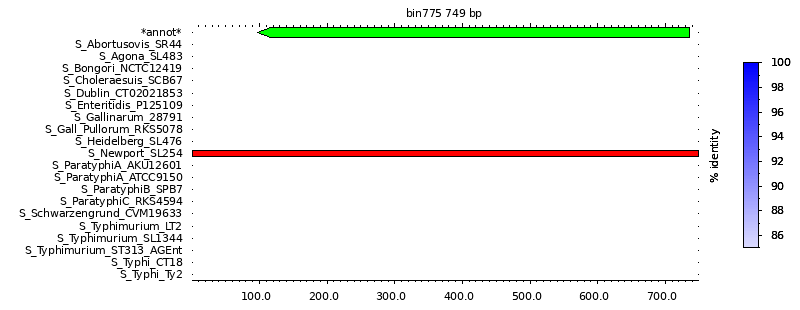 bin775 749 bp
*annot*
S_Abortusovis_SR44
S_Agona_SL483
S_Bongori_NCTC12419
S_Choleraesuis_SCB67
S_Dublin_CT02021853
S_Enteritidis_P125109
S_Gallinarum_28791
S_Gall_Pullorum_RKS5078
S_Heidelberg_SL476
S_Newport_SL254
S_ParatyphiA_AKU12601
S_ParatyphiA_ATCC9150
S_ParatyphiB_SPB7
S_ParatyphiC_RKS4594
S_Schwarzengrund_CVM19633
S_Typhimurium_LT2
S_Typhimurium_SL1344
S_Typhimurium_ST313_AGEnt
S_Typhi_CT18
S_Typhi_Ty2
100.0 200.0 300.0 400.0 500.0 600.0 700.0
% identity
100
98
96
94
92
90
88
86